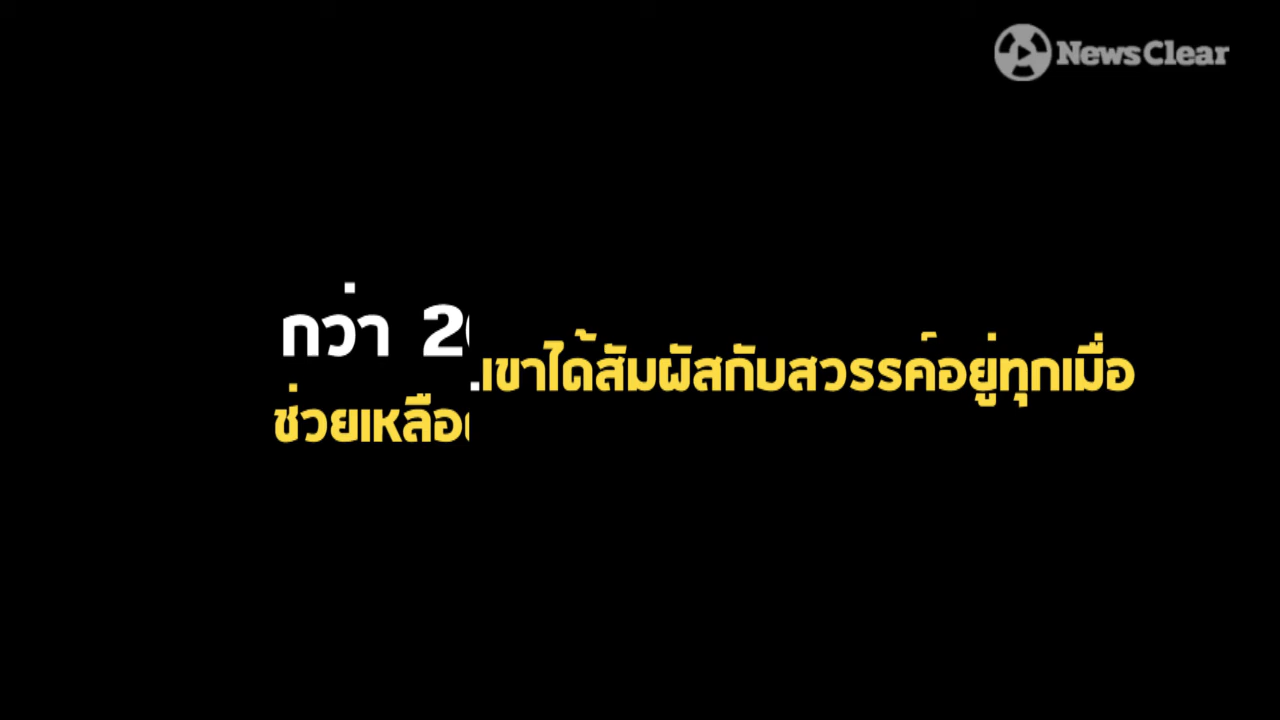 NewsClear
กว่า 2
เขาได้สัมผัสกับสวรรค์อยู่ทุกเมื่อ
ช่วยเหลือ